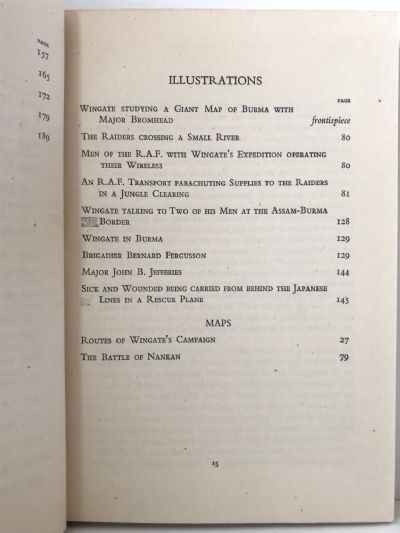 PAGE
157
165
172
179
189
ILLUSTRATIONS
PAGE
WINGATE STUDYING A GIANT MAP OF BURMA WITH
MAJOR BROMHEAD frontispiece
THE RAIDERS CROSSING A SMALL RIVER 80
MEN OF THE R.A.F. WITH WINGATE'S EXPEDITION OPERATING
THEIR WIRELESS 80
AN R.A.F. TRANSPORT PARACHUTING SUPPLIES TO THE RAIDERS
IN A JUNGLE CLEARING 81
WINGATE TALKING TO TWO OF HIS MEN AT THE ASSAM-BURMA
BORDER 128
WINGATE IN BURMA 129
BRIGADIER BERNARD FERGUSSON 129
MAJOR JOHN B. JEFFERIES 144
SICK AND WOUNDED BEING CARRIED FROM BEHIND THE JAPANESE
LINES IN A RESCUE PLANE 145
MAPS
ROUTES OF WINGATE'S CAMPAIGN 27
THE BATTLE OF NANKAN 79
15